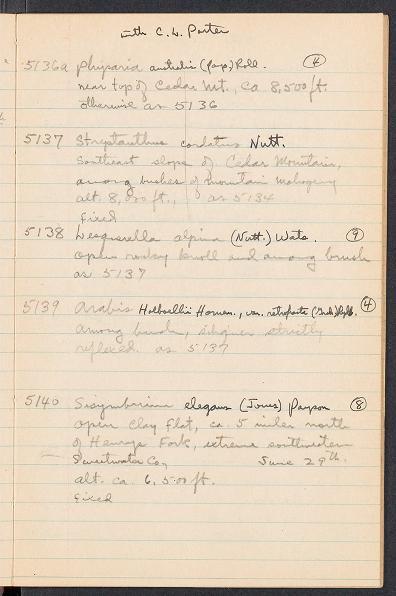 with C. L. Porter
5136a Physaria australis (Pays.) Roll. (4)
near top of Cedar Mt., ca. 8,500 ft.
otherwise as 5136
5137 Streptanthus cordatus Nutt.
Southeast slope of Cedar Mountain,
among bushes of mountain mahogany
alt. 8,000 ft., as 5134
fixed
5138 Lesquerella alpina (Nutt.) Wats. (9)
open rocky knoll and among brush
as 5137
5139 Arabis Holboellii Hornem., var. retrofracta (Grah.) Rydb. (4)
among brush, siliques strictly
reflexed. as 5137
5140 Sisymbrium elegans (Jones) Payson (8)
Open clay flat, ca. 5 miles north
of Henrys Fork, extreme southwestern
Sweetwater Co., June 29th.
alt. ca. 6,500 ft.
fixed